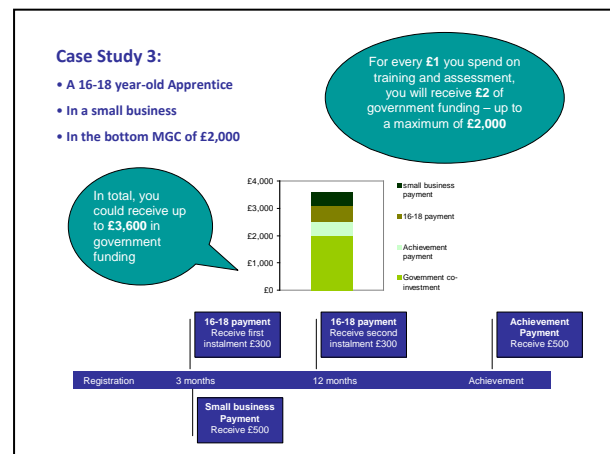 Case Study 3:
• A 16-18 year-old Apprentice
• In a small business
• In the bottom MGC of £2,000
For every £1 you spend on
training and assessment,
you will receive £2 of
government funding – up to
a maximum of £2,000
In total, you
could receive up
to £3,600 in
government
funding
£4,000
£3,000
£2,000
£1,000
£0
small business
payment
16-18 payment
Achievement
payment
Government co-
investment
16-18 payment
Receive first
instalment £300
16-18 payment
Receive second
instalment £300
Achievement
Payment
Receive £500
Registration
3 months
12 months
Achievement
Small business
Payment
Receive £500